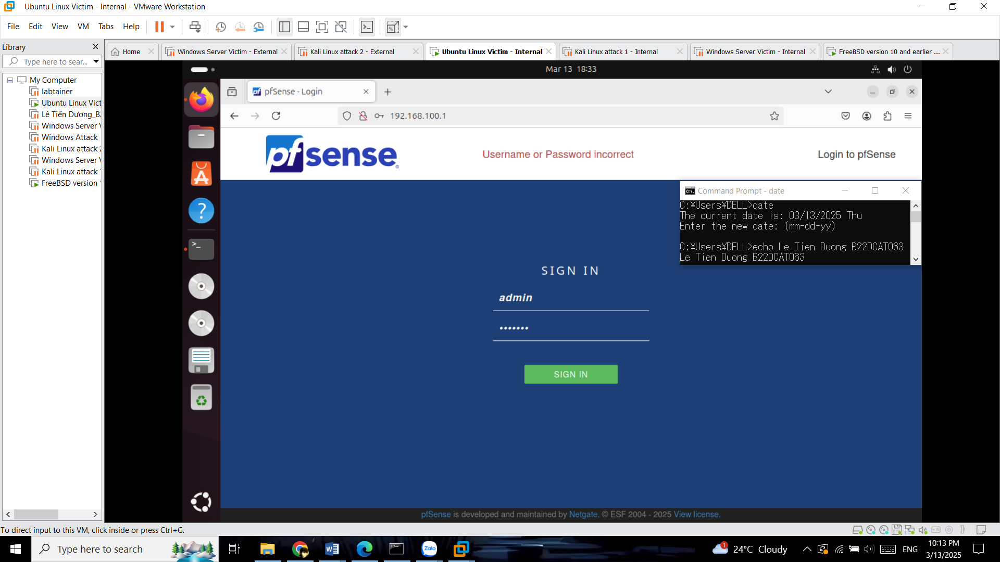 Ubuntu Linux Victim - Internal - VMware Workstation
File Edit View VM Tabs Help
Library
Type here to sear...
Home
Windows Server Victim - External
Kali Linux attack 2 - External
Ubuntu Linux Victim - Internal
Kali Linux attack 1 - Internal
Windows Server Victim - Internal
FreeBSD version 10 and earlier ...
My Computer
labtainer
Ubuntu Linux Vict
Lê Tiến Dương_B
Windows Server V
Windows Attack
Kali Linux attack 2
Windows Server V
Kali Linux attack
FreeBSD version
Mar 13 18:33
pfSense - Login
192.168.100.1
pfsense
Username or Password incorrect
Login to pfSense
Command Prompt - date
C:¥Users¥DELL>date
The current date is: 03/13/2025 Thu
Enter the new date: (mm-dd-yy)
C:¥Users¥DELL>echo Le Tien Duong B22DCAT063
Le Tien Duong B22DCAT063
SIGN IN
admin
•••••••
SIGN IN
pfSense is developed and maintained by Netgate. © ESF 2004 - 2025 View license.
To direct input to this VM, click inside or press Ctrl+G.
Type here to search
Zalo
1
24°C Cloudy
ENG
10:13 PM
3/13/2025